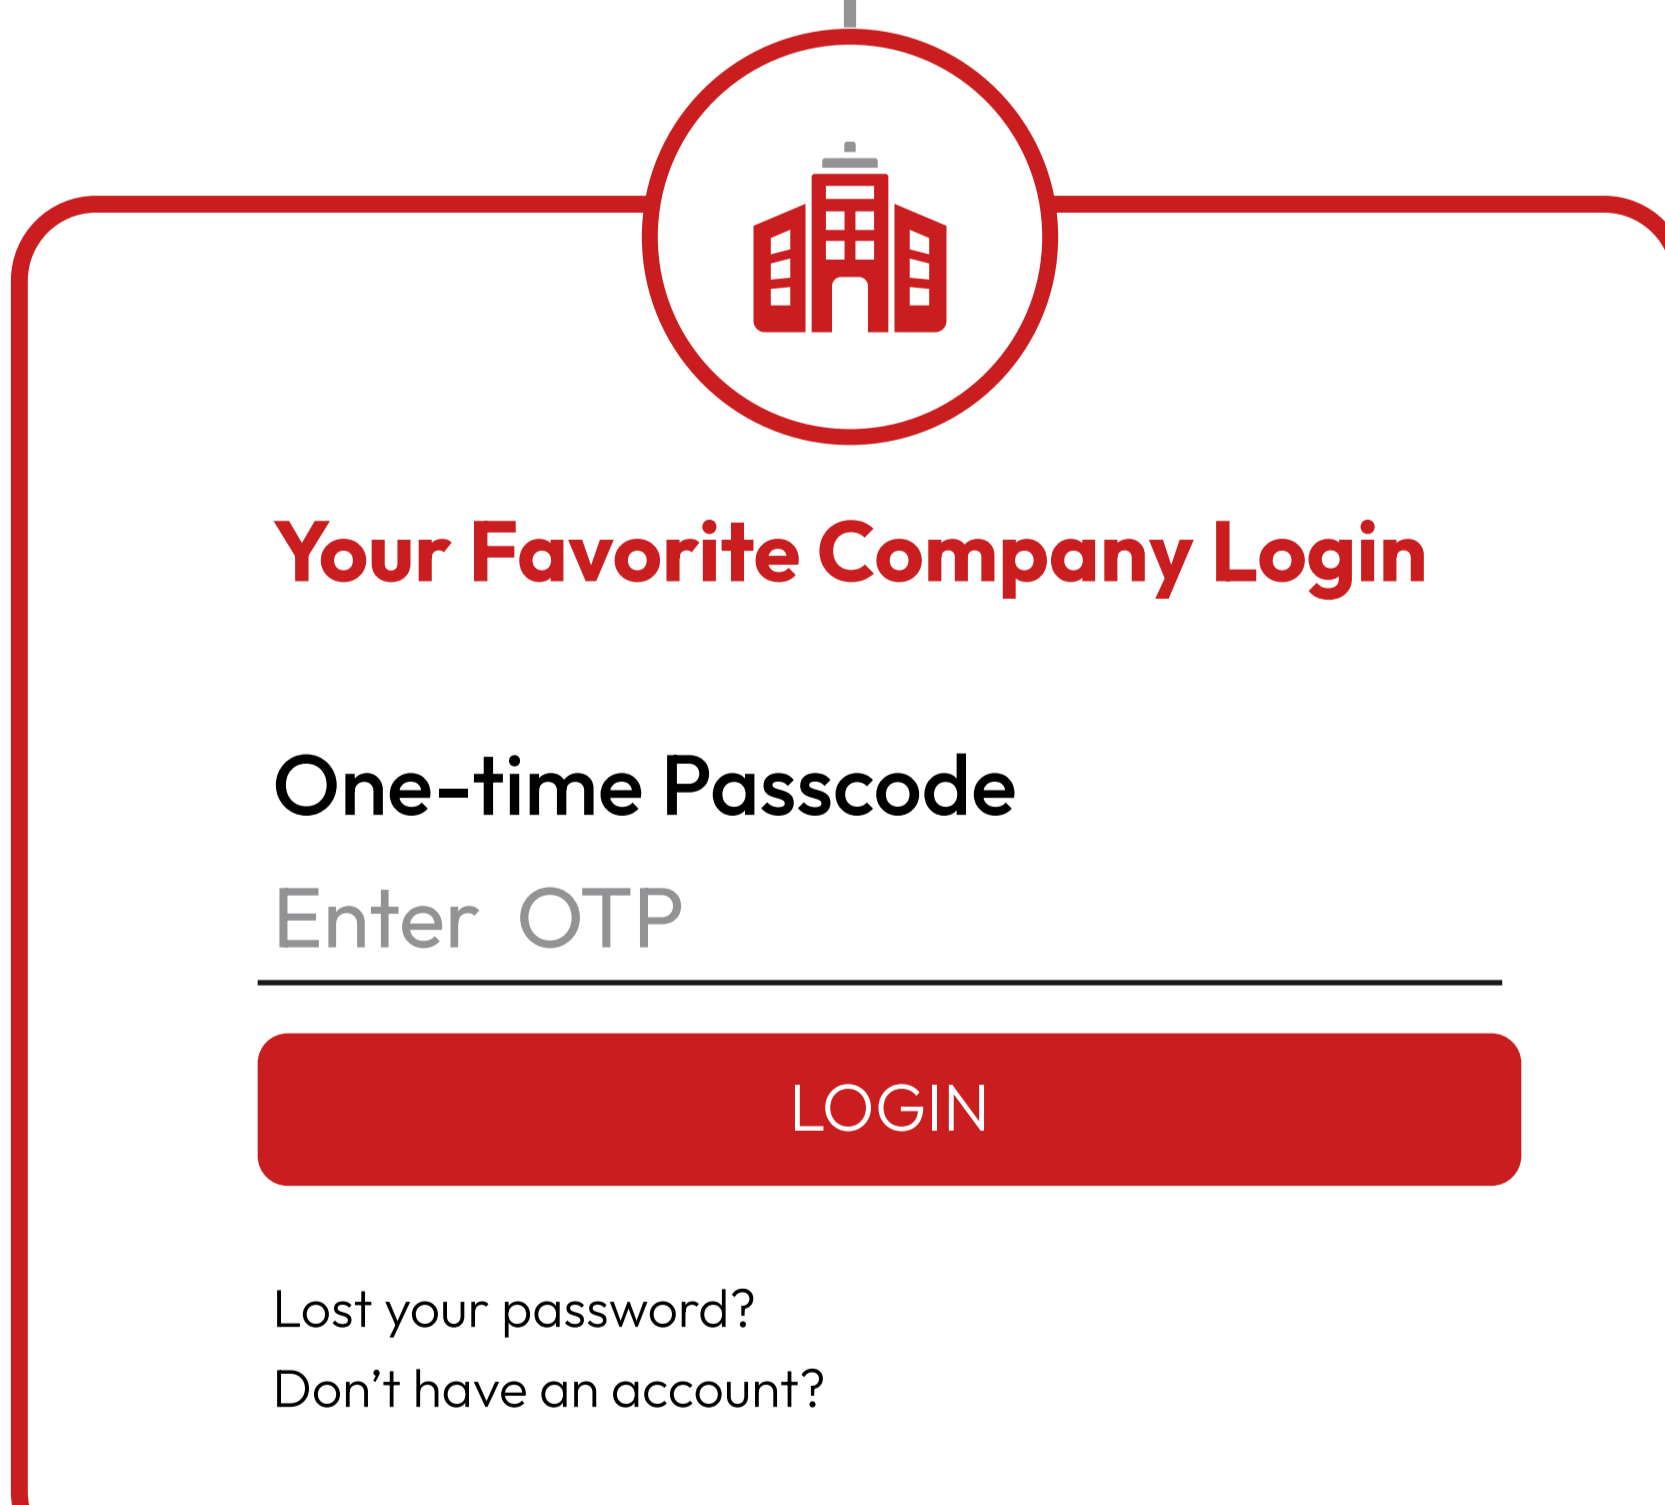 Your Favorite Company Login
One-time Passcode
Enter OTP
LOGIN
Lost your password?
Don’t have an account?